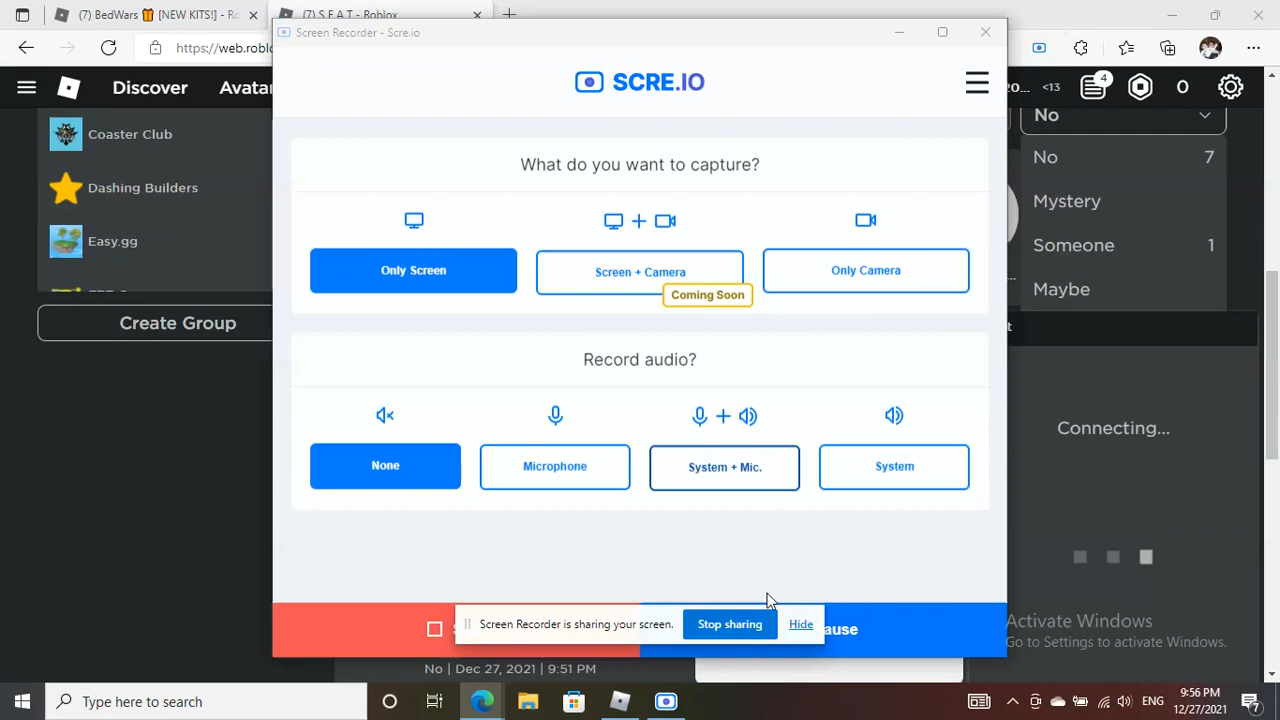 (7) BedWars 🎁 [NEW KITS!] - Ro
(7) S E A T - Roblox
Screen Recorder - Scre.io
https://web.roblo
SCRE.IO
Discover
Avata
20...
<13
4
0
Coaster Club
Dashing Builders
Easy.gg
Create Group
What do you want to capture?
Only Screen
Screen + Camera
Coming Soon
Only Camera
Record audio?
None
Microphone
System + Mic.
System
No
No 7
Mystery
Someone 1
Maybe
Connecting...
Screen Recorder is sharing your screen.
Stop sharing
Hide
ause
Activate Windows
Go to Settings to activate Windows.
No | Dec 27, 2021 | 9:51 PM
Type here to search
ENG
9:56 PM
12/27/2021
7